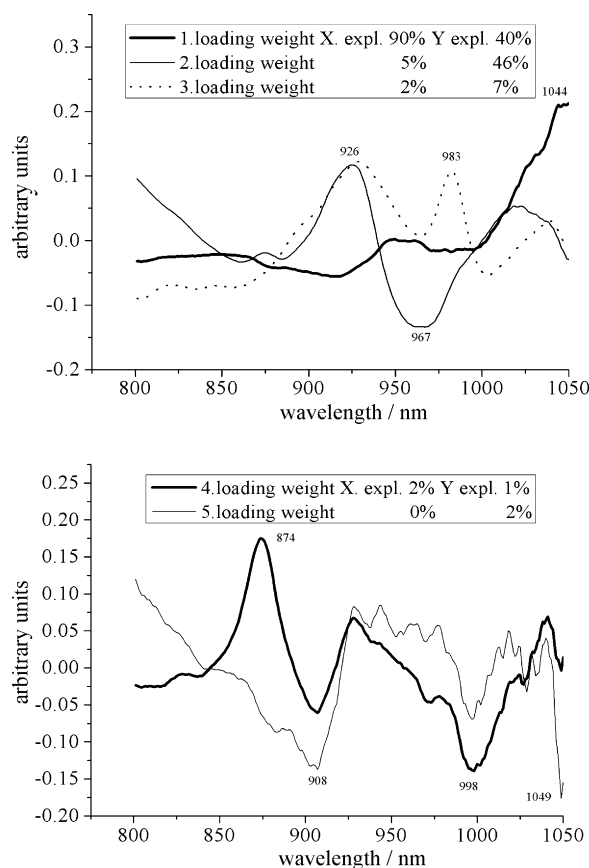 1.loading weight X. expl. 90% Y expl. 40%
2.loading weight 5% 46%
3.loading weight 2% 7%
1044
926
983
967
0.3
0.2
0.1
0.0
-0.1
-0.2
arbitrary units
800 850 900 950 1000 1050
wavelength / nm
4.loading weight X. expl. 2% Y expl. 1%
5.loading weight 0% 2%
874
908
998
1049
0.25
0.20
0.15
0.10
0.05
0.00
-0.05
-0.10
-0.15
-0.20
arbitrary units
800 850 900 950 1000 1050
wavelength / nm